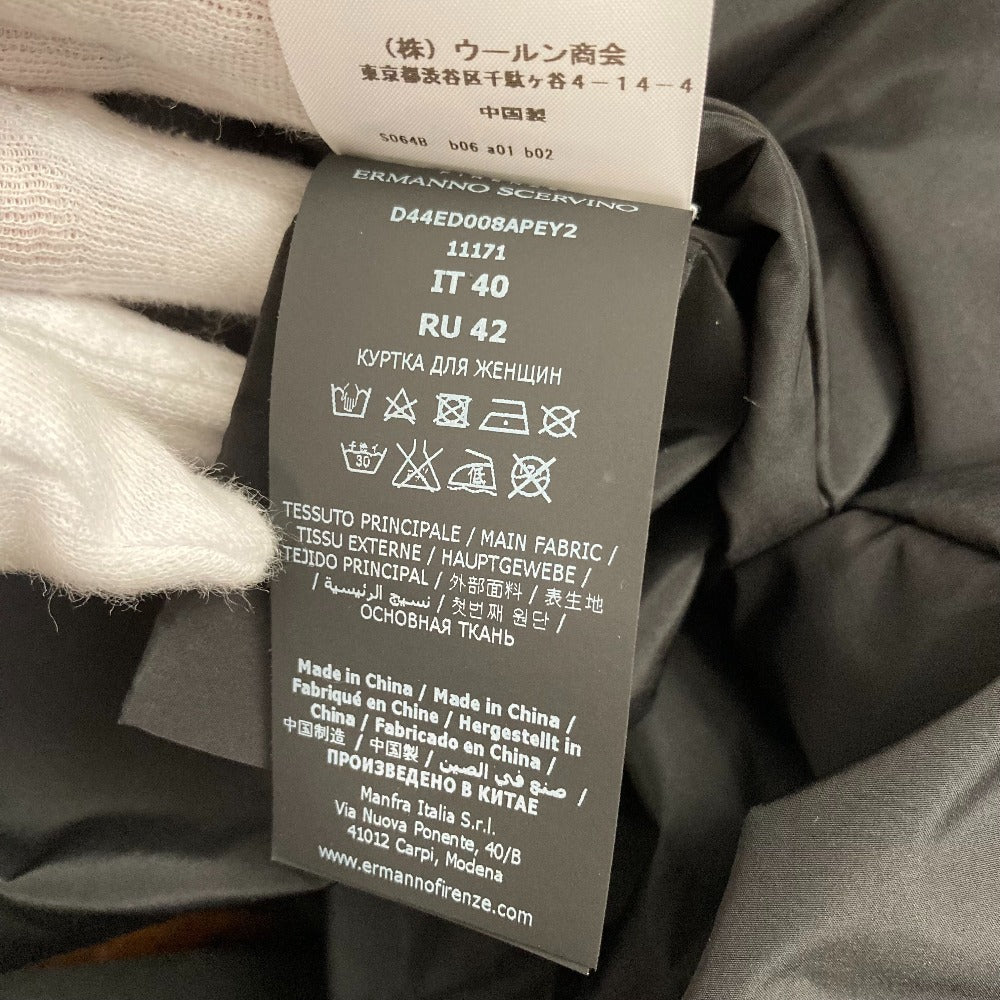 (株) ウールン商会
東京都渋谷区千駄ヶ谷4-14-4
中国製
S064B b06 a01 b02
ERMANNO SCERVINO
D44ED008APEY2
11171
IT 40
RU 42
КУРТКА ДЛЯ ЖЕНЩИН
30
低
TESSUTO PRINCIPALE / MAIN FABRIC /
TISSU EXTERNE / HAUPTGEWEBE /
TEJIDO PRINCIPAL / 外部面料 / 表生地
/ نسيج الرئيسية / 첫번째 원단 /
ОСНОВНАЯ ТКАНЬ
Made in China / Made in China /
Fabriqué en Chine / Hergestellt in
China / Fabricado en China /
中国制造 / 中国製 / صنع في الصين /
ПРОИЗВЕДЕНО В КИТАЕ
Manfra Italia S.r.l.
Via Nuova Ponente, 40/B
41012 Carpi, Modena
www.ermannofirenze.com